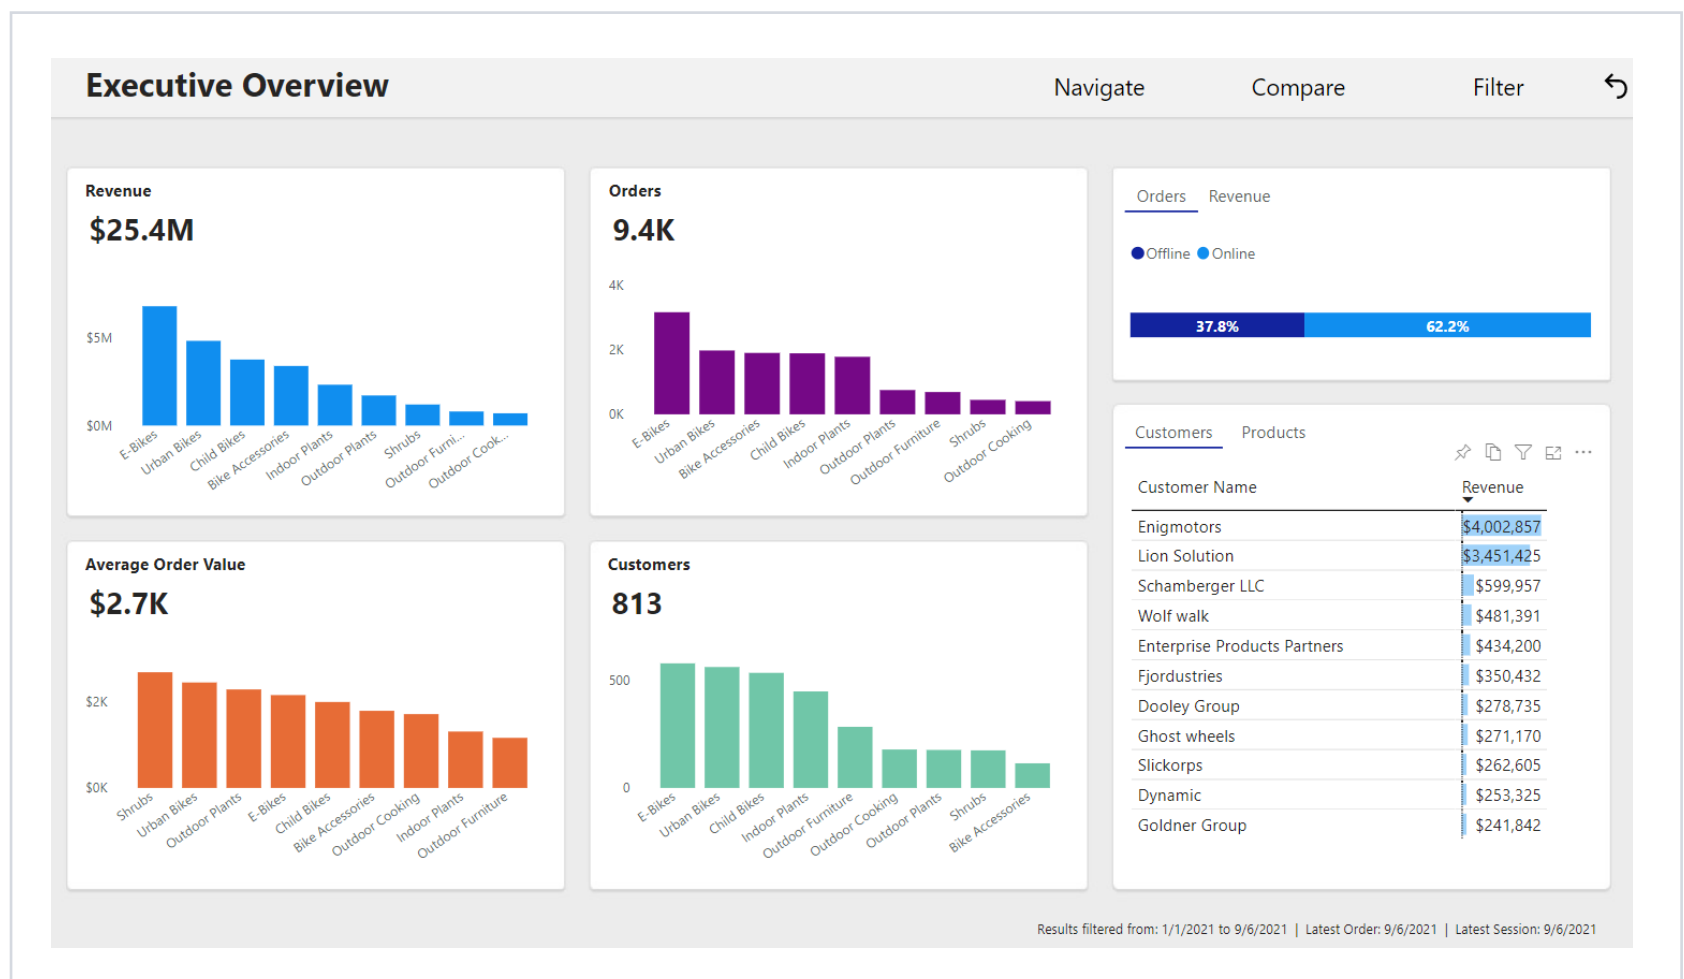 Executive Overview
Navigate
Compare
Filter
Revenue
$25.4M
$5M
$0M
E-Bikes
Urban Bikes
Child Bikes
Bike Accessories
Indoor Plants
Outdoor Plants
Shrubs
Outdoor Furni...
Outdoor Cook...
Orders
9.4K
4K
2K
0K
E-Bikes
Urban Bikes
Bike Accessories
Child Bikes
Indoor Plants
Outdoor Plants
Outdoor Furniture
Shrubs
Outdoor Cooking
Orders Revenue
Offline Online
37.8% 62.2%
Average Order Value
$2.7K
$2K
$0K
Shrubs
Urban Bikes
Outdoor Plants
E-Bikes
Child Bikes
Bike Accessories
Outdoor Cooking
Indoor Plants
Outdoor Furniture
Customers
813
500
0
E-Bikes
Urban Bikes
Child Bikes
Indoor Plants
Outdoor Furniture
Outdoor Cooking
Outdoor Plants
Shrubs
Bike Accessories
Customers Products
Customer Name Revenue
Enigmotors $4,002,857
Lion Solution $3,451,425
Schamberger LLC $599,957
Wolf walk $481,391
Enterprise Products Partners $434,200
Fjordustries $350,432
Dooley Group $278,735
Ghost wheels $271,170
Slickorps $262,605
Dynamic $253,325
Goldner Group $241,842
Results filtered from: 1/1/2021 to 9/6/2021 | Latest Order: 9/6/2021 | Latest Session: 9/6/2021